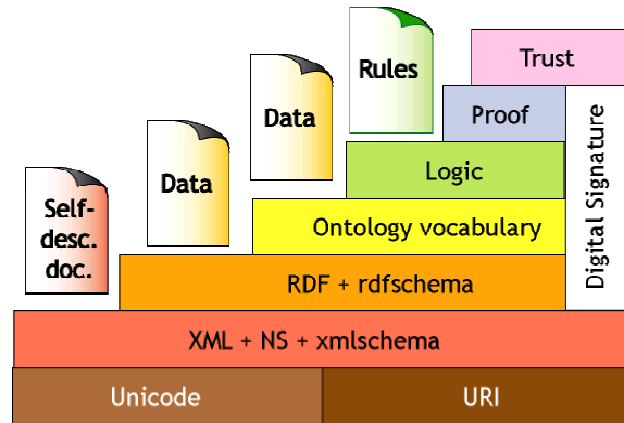 Rules
Trust
Data
Proof
Data
Logic
Self-
desc.
doc.
Ontology vocabulary
Digital Signature
RDF + rdfschema
XML + NS + xmlschema
Unicode
URI